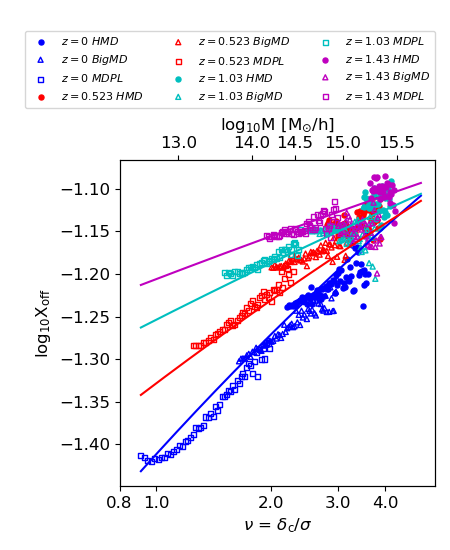 z = 0 HMD z = 0.523 BigMD z = 1.03 MDPL
z = 0 BigMD z = 0.523 MDPL z = 1.43 HMD
z = 0 MDPL z = 1.03 HMD z = 1.43 BigMD
z = 0.523 HMD z = 1.03 BigMD z = 1.43 MDPL
log₁₀M [M⊙/h]
13.0 14.0 14.5 15.0 15.5
−1.10
−1.15
−1.20
−1.25
−1.30
−1.35
−1.40
log₁₀X_off
0.8 1.0 2.0 3.0 4.0
ν = δ_c/σ